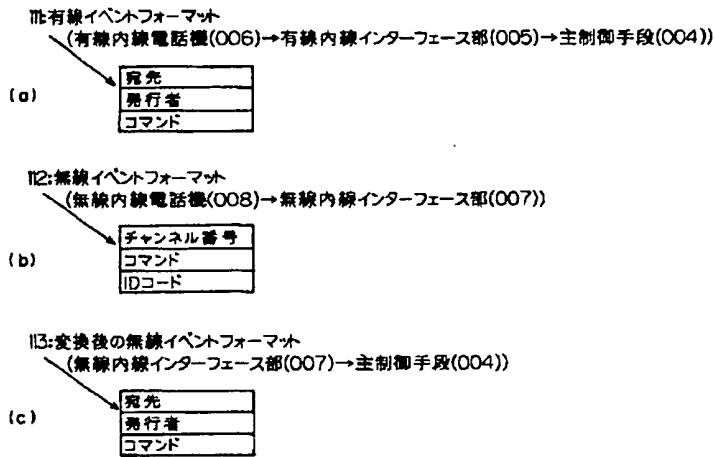 111:有線イベントフォーマット
(有線内線電話機(006)→有線内線インターフェース部(005)→主制御手段(004))
(a)
宛先
発行者
コマンド
112:無線イベントフォーマット
(無線内線電話機(008)→無線内線インターフェース部(007))
(b)
チャンネル番号
コマンド
IDコード
113:変換後の無線イベントフォーマット
(無線内線インターフェース部(007)→主制御手段(004))
(c)
宛先
発行者
コマンド